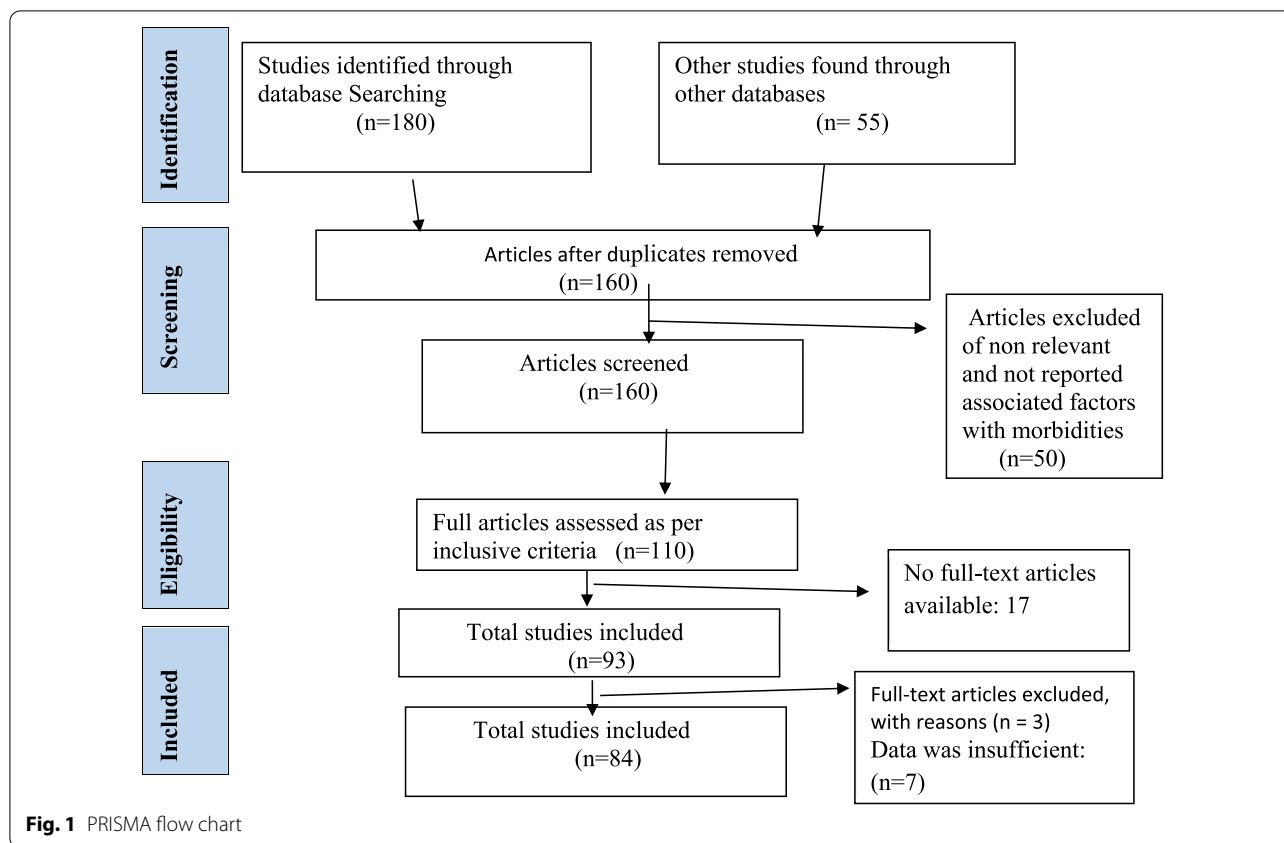 Identification
Studies identified through
database Searching
(n=180)
Other studies found through
other databases
(n= 55)
Screening
Articles after duplicates removed
(n=160)
Articles screened
(n=160)
Articles excluded
of non relevant
and not reported
associated factors
with morbidities
(n=50)
Eligibility
Full articles assessed as per
inclusive criteria (n=110)
No full-text articles
available: 17
Included
Total studies included
(n=93)
Full-text articles excluded,
with reasons (n = 3)
Data was insufficient:
(n=7)
Total studies included
(n=84)
Fig. 1 PRISMA flow chart